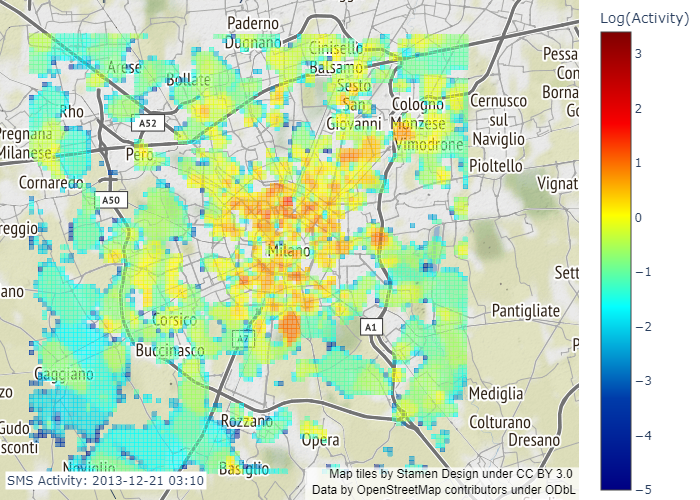 Log(Activity)
3
2
1
0
−1
−2
−3
−4
−5
Paderno
Dugnano
Cinisello
Balsamo
Arese
Bollate
Sesto
San
Giovanni
Cologno
Monzese
Cernusco
sul
Naviglio
Pessa
Con
Borna
Go
Rho
A52
Pregnana
Milanese
Pero
Vimodrone
Pioltello
Cornaredo
Vignat
A50
reggio
Milano
Sett
ano
Pantigliate
Corsico
A7
A1
P
Buccinasco
Gaggiano
zo
Mediglia
Rozzano
Colturano
Gudo
sconti
Opera
Dresano
Noviglio
Basiglio
SMS Activity: 2013-12-21 03:10
Map tiles by Stamen Design under CC BY 3.0
Data by OpenStreetMap contributors under ODbL